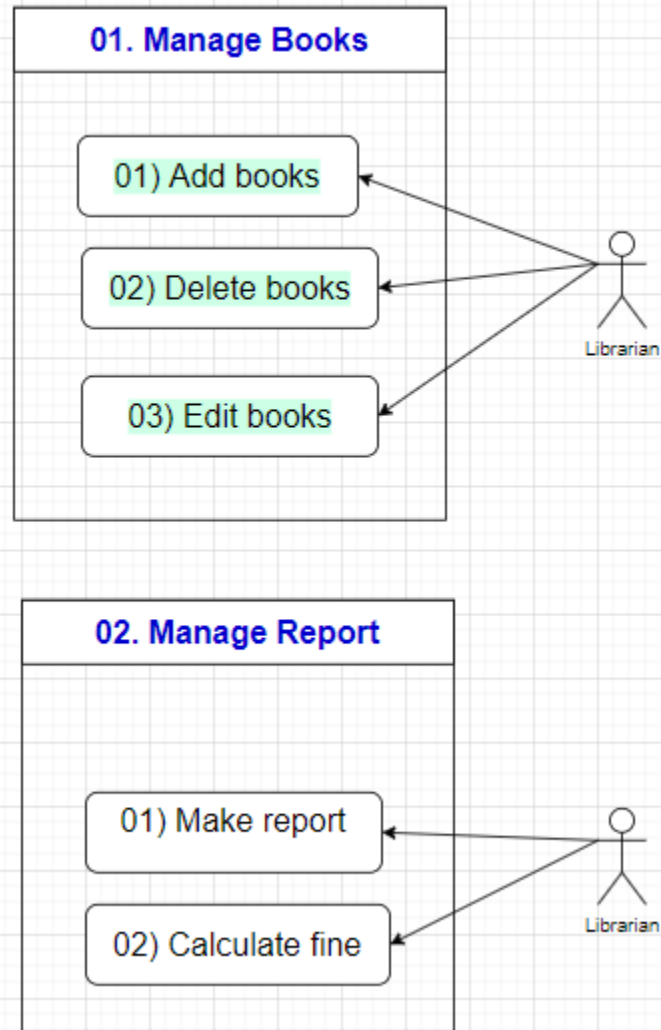 01. Manage Books
01) Add books
02) Delete books
Librarian
03) Edit books
02. Manage Report
01) Make report
02) Calculate fine
Librarian